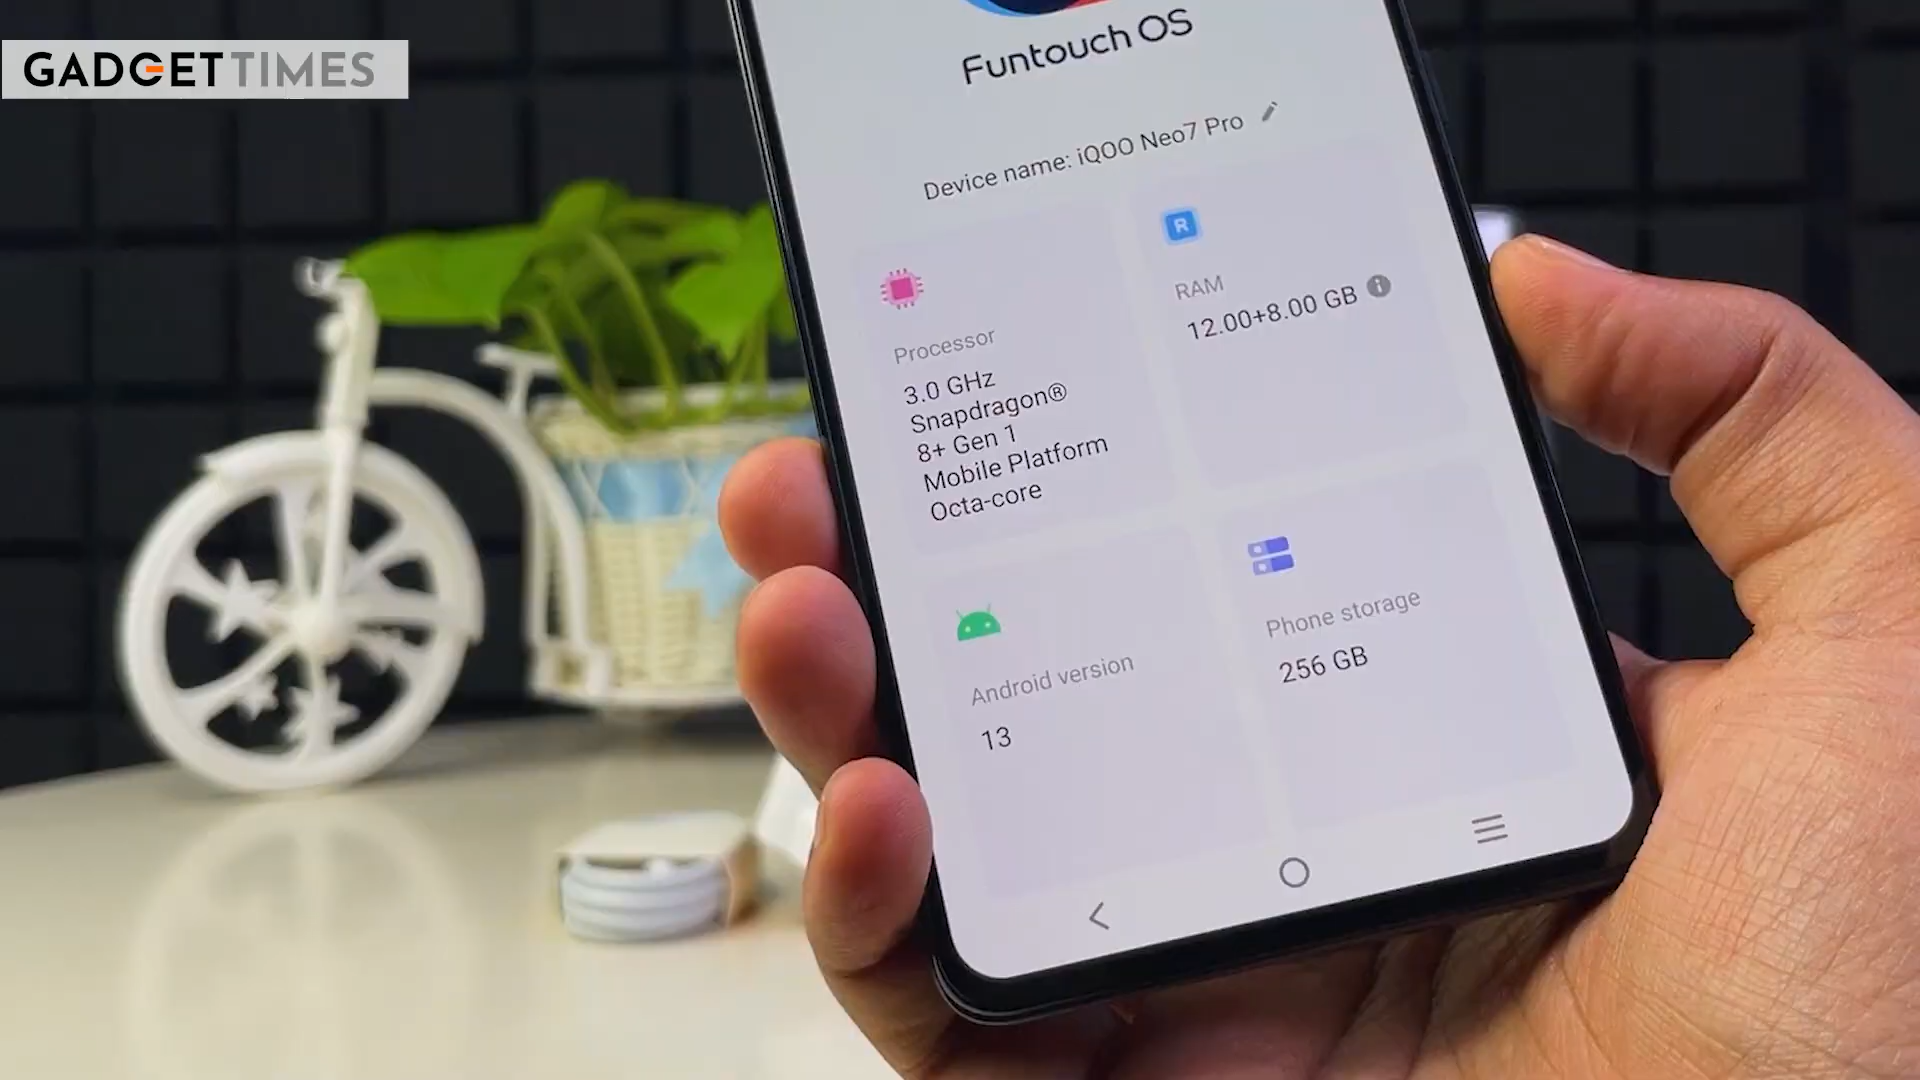 GADGETTIMES
Funtouch OS
Device name: iQOO Neo7 Pro
R
RAM
12.00+8.00 GB
Processor
3.0 GHz
Snapdragon®
8+ Gen 1
Mobile Platform
Octa-core
Phone storage
256 GB
Android version
13